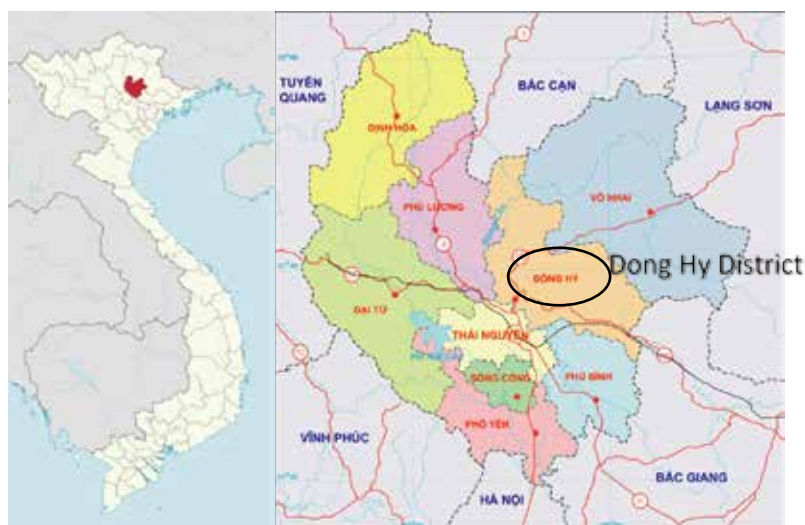 TUYÊN
QUANG
BẮC CẠN
LẠNG SƠN
ĐỊNH HÓA
PHÚ LƯƠNG
VÕ NHAI
ĐỒNG HỶ
Dong Hy District
ĐẠI TỪ
THÁI NGUYÊN
SÔNG CÔNG
PHÚ BÌNH
PHỔ YÊN
VĨNH PHÚC
BẮC GIANG
HÀ NỘI